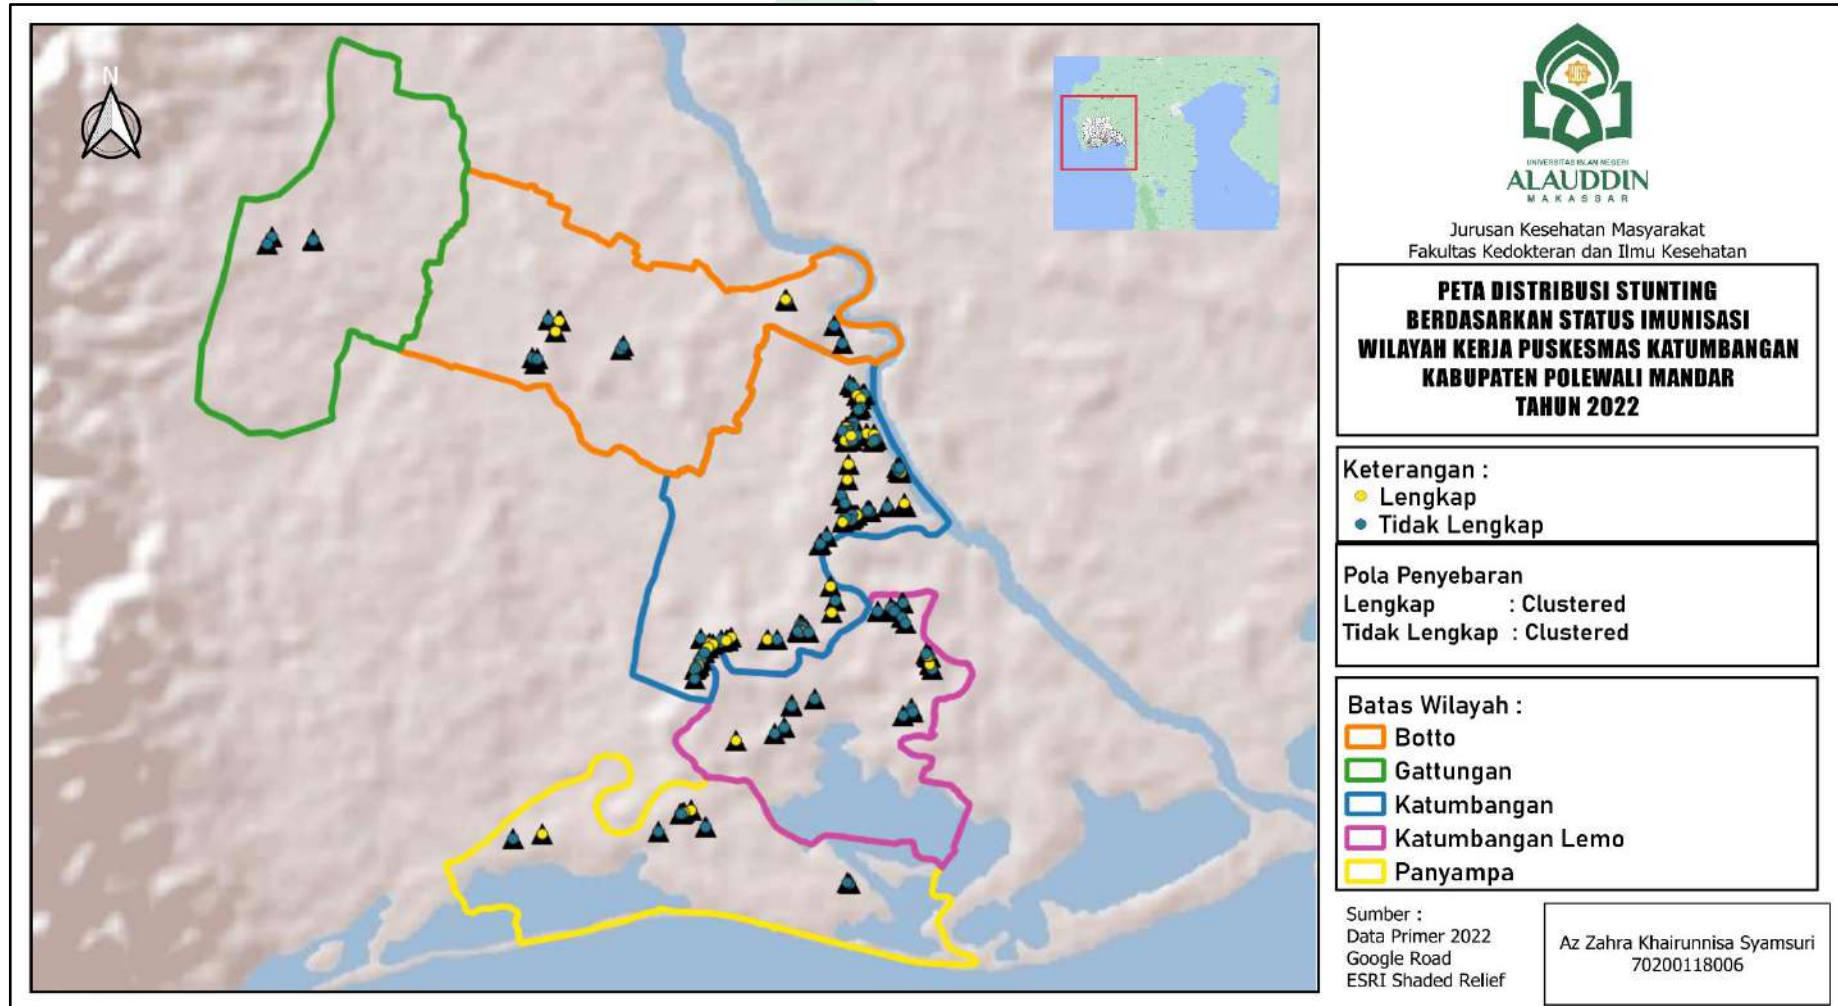 N
UNIVERSITAS ISLAN NEGERI
ALAUDDIN
MAKASSAR
Jurusan Kesehatan Masyarakat
Fakultas Kedokteran dan Ilmu Kesehatan
PETA DISTRIBUSI STUNTING
BERDASARKAN STATUS IMUNISASI
WILAYAH KERJA PUSKESMAS KATUMBANGAN
KABUPATEN POLEWALI MANDAR
TAHUN 2022
Keterangan :
Lengkap
Tidak Lengkap
Pola Penyebaran
Lengkap : Clustered
Tidak Lengkap : Clustered
Batas Wilayah :
Botto
Gattungan
Katumbangan
Katumbangan Lemo
Panyampa
Sumber :
Data Primer 2022
Google Road
ESRI Shaded Relief
Az Zahra Khairunnisa Syamsuri
70200118006